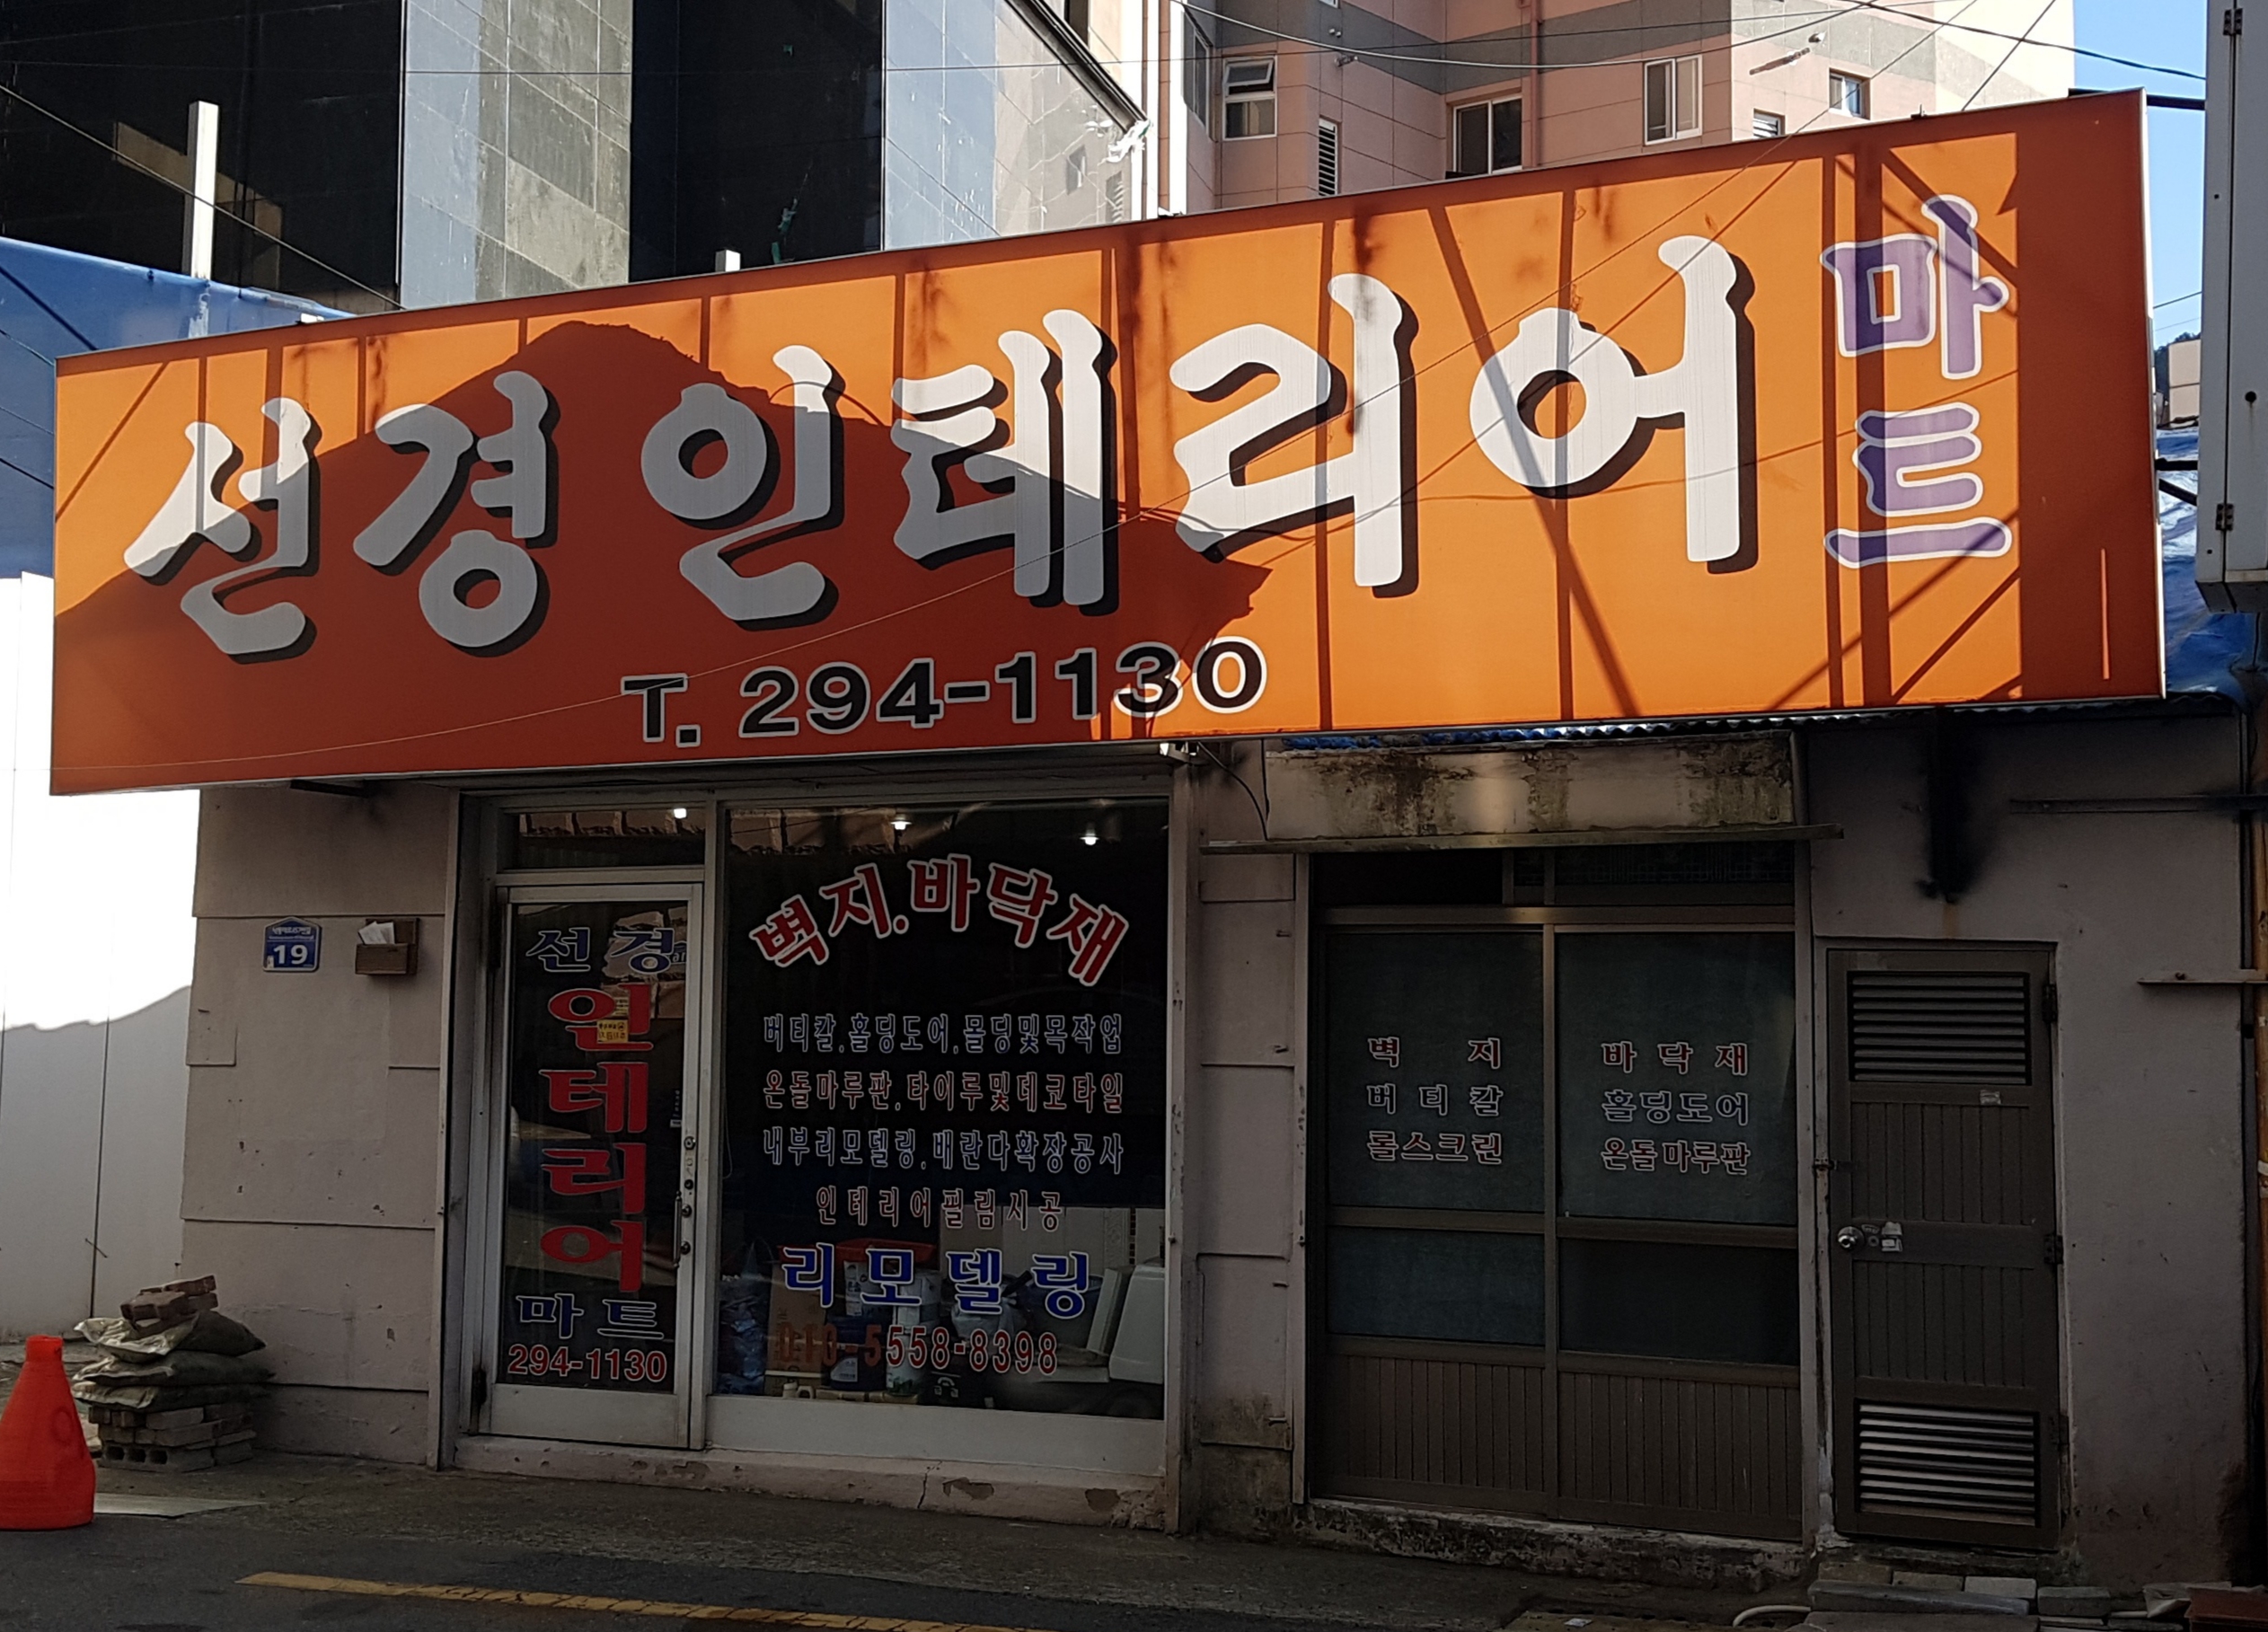 선경인테리어 마트
T. 294-1130
19
선경
인테리어
마트
294-1130
벽지.바닥재
버티칼.홀딩도어.몰딩및목작업
온돌마루판.타이루및데코타일
내부리모델링.배란다확장공사
인테리어필림시공
리모델링
010-5558-8398
벽지
버티칼
롤스크린
바닥재
홀딩도어
온돌마루판